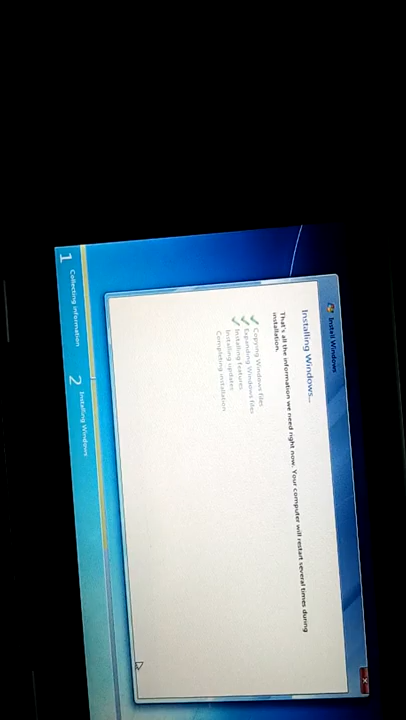 Install Windows
Installing Windows...
That's all the information we need right now. Your computer will restart several times during
installation.
Copying Windows files
Expanding Windows files
Installing features
Installing updates
Completing installation
1 Collecting information
2 Installing Windows